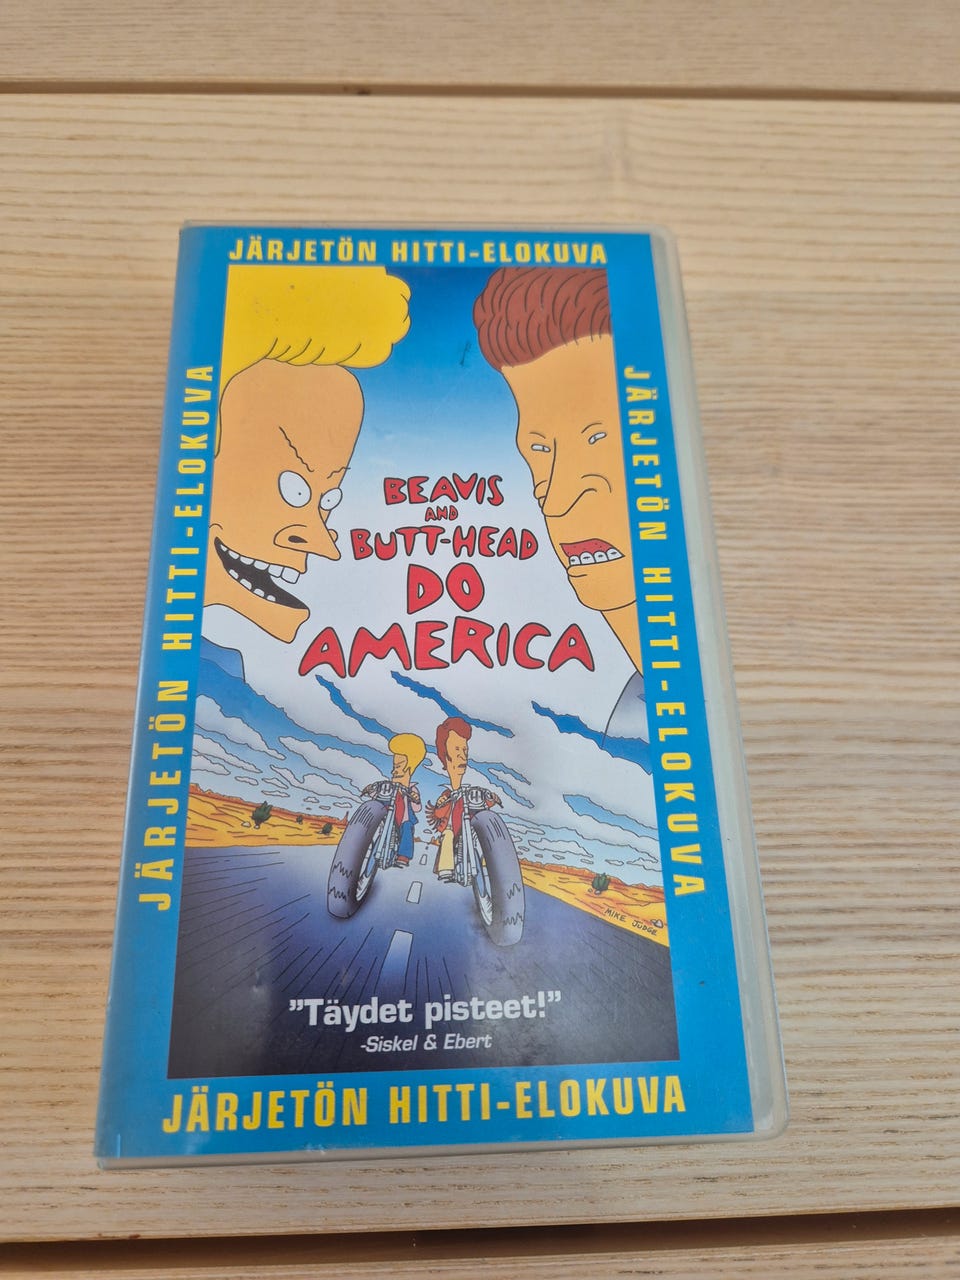 JÄRJETÖN HITTI-ELOKUVA
JÄRJETÖN HITTI-ELOKUVA
JÄRJETÖN HITTI-ELOKUVA
BEAVIS
AND
BUTT-HEAD
DO
AMERICA
MIKE JUDGE
"Täydet pisteet!"
-Siskel & Ebert
JÄRJETÖN HITTI-ELOKUVA